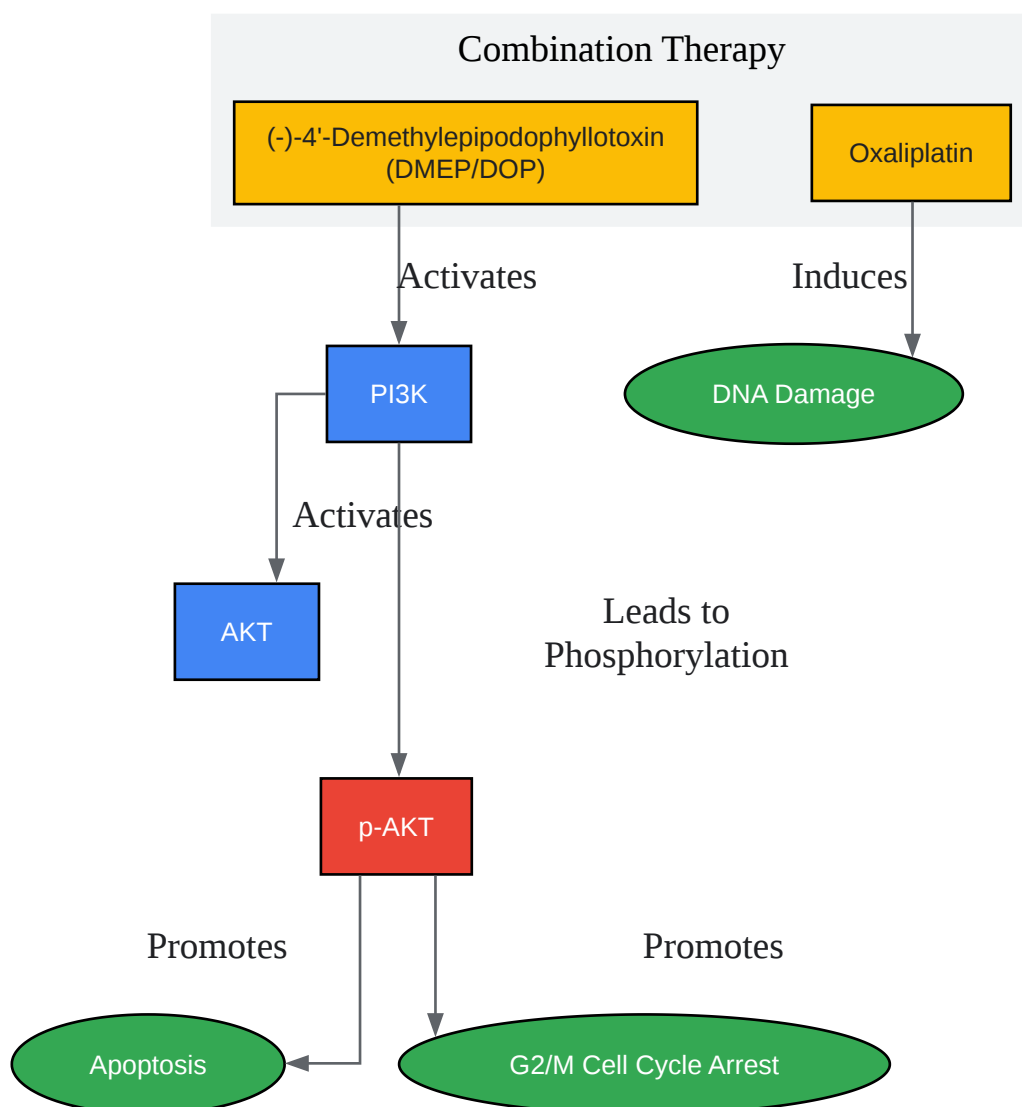 Combination Therapy
(-)-4'-Demethylepipodophyllotoxin
(DMEP/DOP)
Oxaliplatin
Activates
Induces
PI3K
DNA Damage
Activates
AKT
Leads to
Phosphorylation
p-AKT
Promotes
Promotes
Apoptosis
G2/M Cell Cycle Arrest